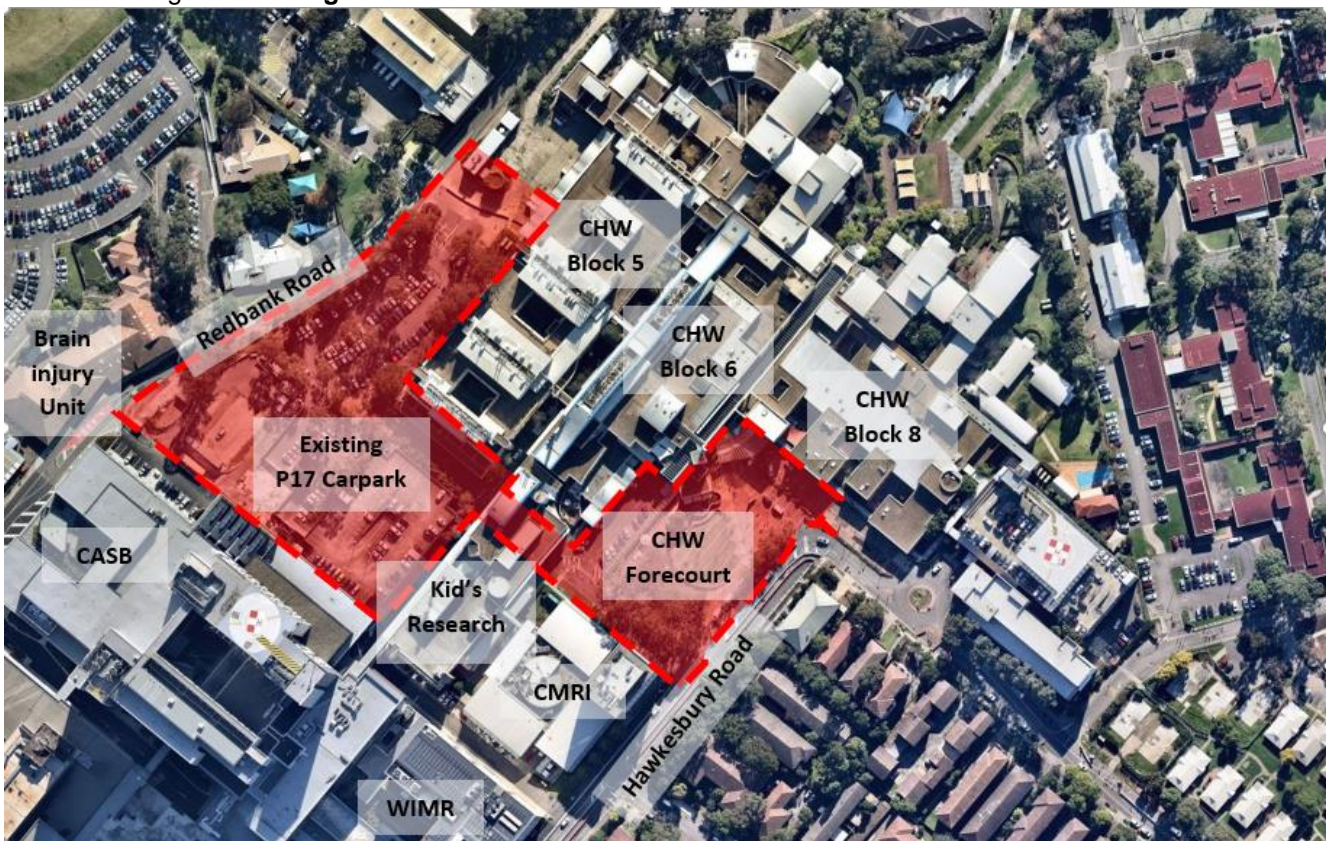 CHW
Block 5
Redbank Road
CHW
Block 6
Brain
injury
Unit
CHW
Block 8
Existing
P17 Carpark
CHW
Forecourt
CASB
Kid's
Research
CMRI
Hawkesbury Road
WIMR